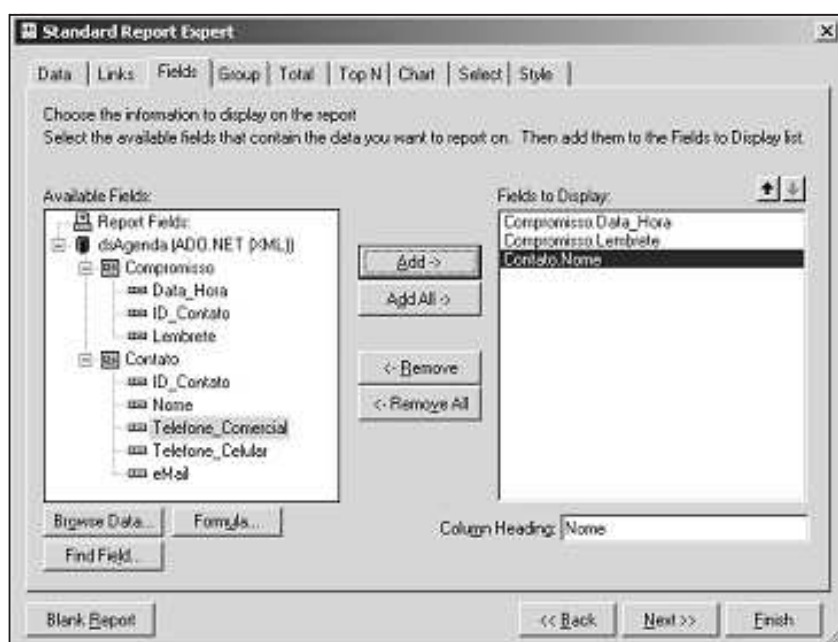 Standard Report Expert
Data Links Fields Group Total Top N Chart Select Style
Choose the information to display on the report
Select the available fields that contain the data you want to report on. Then add them to the Fields to Display list.
Available Fields:
Fields to Display:
Report Fields:
dsAgenda (ADO.NET (XML))
Compromisso
Data_Hora
ID_Contato
Lembrete
Contato
ID_Contato
Nome
Telefone_Comercial
Telefone_Celular
eMail
Add ->
Add All ->
<- Remove
<- Remove All
Compromisso.Data_Hora
Compromisso.Lembrete
Contato.Nome
Browse Data...
Formula...
Find Field...
Column Heading: Nome
Blank Report
<< Back
Next >>
Finish